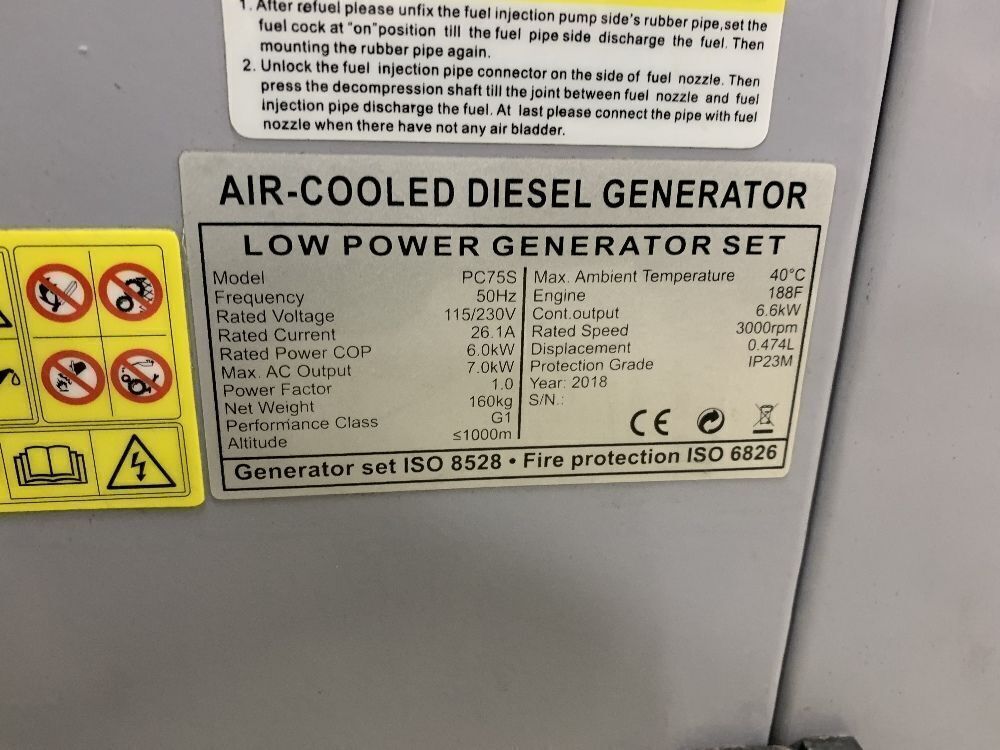 1. After refuel please unfix the fuel injection pump side's rubber pipe,set the
fuel cock at "on"position till the fuel pipe side discharge the fuel. Then
mounting the rubber pipe again.
2. Unlock the fuel injection pipe connector on the side of fuel nozzle. Then
press the decompression shaft till the joint between fuel nozzle and fuel
injection pipe discharge the fuel. At last please connect the pipe with fuel
nozzle when there have not any air bladder.
AIR-COOLED DIESEL GENERATOR
LOW POWER GENERATOR SET
Model PC75S
Frequency 50Hz
Rated Voltage 115/230V
Rated Current 26.1A
Rated Power COP 6.0kW
Max. AC Output 7.0kW
Power Factor 1.0
Net Weight 160kg
Performance Class G1
Altitude ≤1000m
Max. Ambient Temperature 40°C
Engine 188F
Cont.output 6.6kW
Rated Speed 3000rpm
Displacement 0.474L
Protection Grade IP23M
Year: 2018
S/N.:
CE
Generator set ISO 8528 • Fire protection ISO 6826